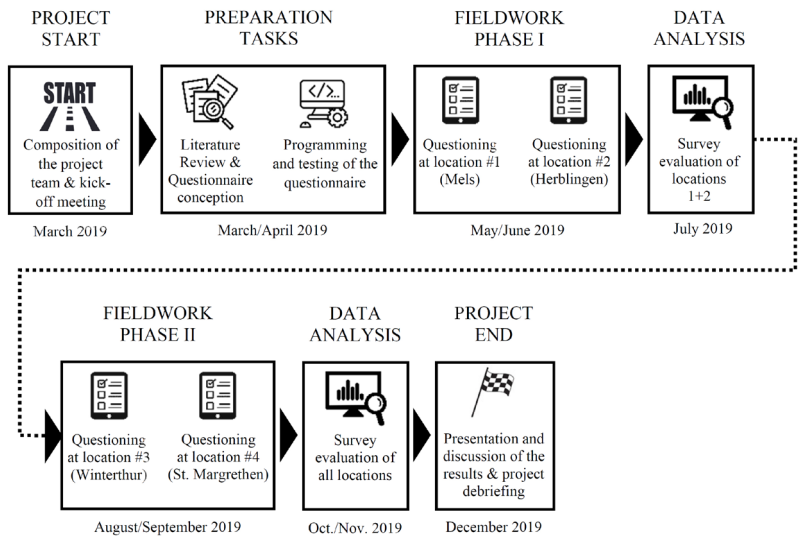 PROJECT
START
START
Composition of
the project
team & kick-
off meeting
March 2019
PREPARATION
TASKS
</>
Literature
Review &
Questionnaire
conception
Programming
and testing of the
questionnaire
March/April 2019
FIELDWORK
PHASE I
Questioning
at location #1
(Mels)
Questioning
at location #2
(Herblingen)
May/June 2019
DATA
ANALYSIS
Survey
evaluation of
locations
1+2
July 2019
FIELDWORK
PHASE II
Questioning
at location #3
(Winterthur)
Questioning
at location #4
(St. Margrethen)
August/September 2019
DATA
ANALYSIS
Survey
evaluation of
all locations
Oct./Nov. 2019
PROJECT
END
Presentation and
discussion of the
results & project
debriefing
December 2019